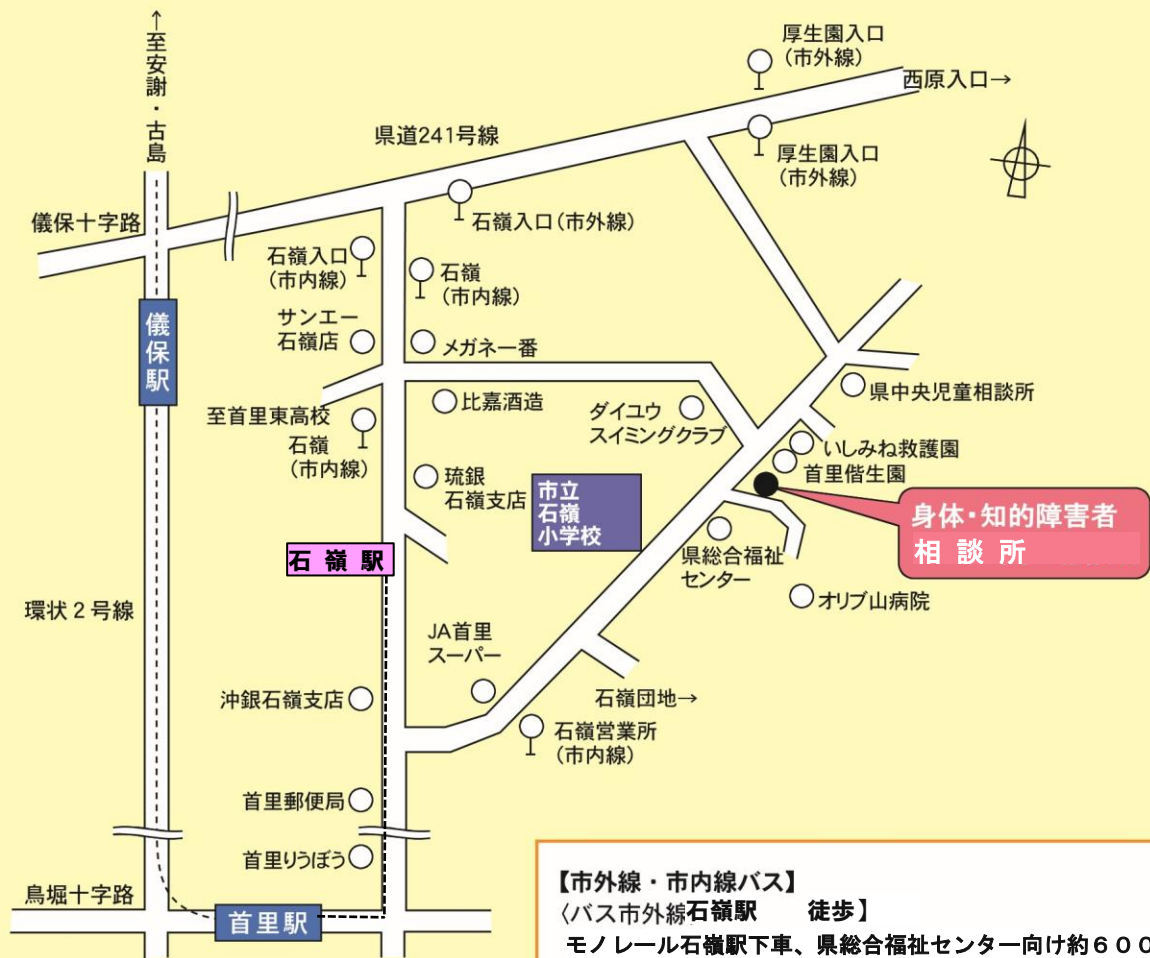 ↑至安謝・古島
厚生園入口
(市外線)
西原入口→
県道241号線
厚生園入口
(市外線)
儀保十字路
石嶺入口(市外線)
石嶺入口
(市内線)
石嶺
(市内線)
儀保駅
サンエー
石嶺店
メガネ一番
県中央児童相談所
至首里東高校
比嘉酒造
ダイユウ
スイミングクラブ
石嶺
(市内線)
いしみね救護園
首里偕生園
琉銀
石嶺支店
市立
石嶺
小学校
身体・知的障害者
相談所
石嶺駅
県総合福祉
センター
オリブ山病院
環状2号線
JA首里
スーパー
沖銀石嶺支店
石嶺団地→
石嶺営業所
(市内線)
首里郵便局
首里りうぼう
鳥堀十字路
首里駅
【市外線・市内線バス】
〈バス市外線石嶺駅 徒歩】
モノレール石嶺駅下車、県総合福祉センター向け約600